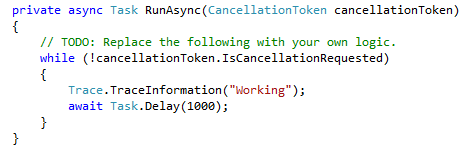 private async Task RunAsync(CancellationToken cancellationToken)
{
    // TODO: Replace the following with your own logic.
    while (!cancellationToken.IsCancellationRequested)
    {
        Trace.TraceInformation("Working");
        await Task.Delay(1000);
    }
}